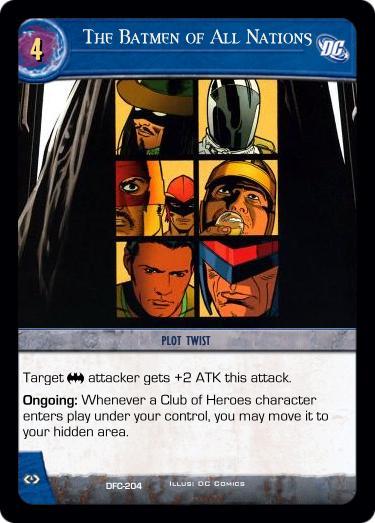 4
The Batmen of All Nations
DC
PLOT TWIST
Target attacker gets +2 ATK this attack.
Ongoing: Whenever a Club of Heroes character
enters play under your control, you may move it to
your hidden area.
DFC-204
Illus: DC Comics